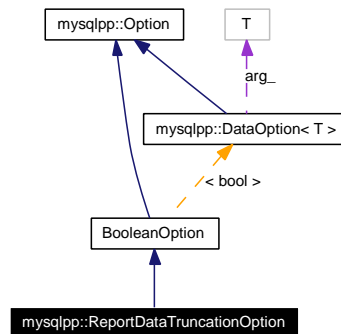 mysqlpp::Option
T
arg_
mysqlpp::DataOption< T >
< bool >
BooleanOption
mysqlpp::ReportDataTruncationOption